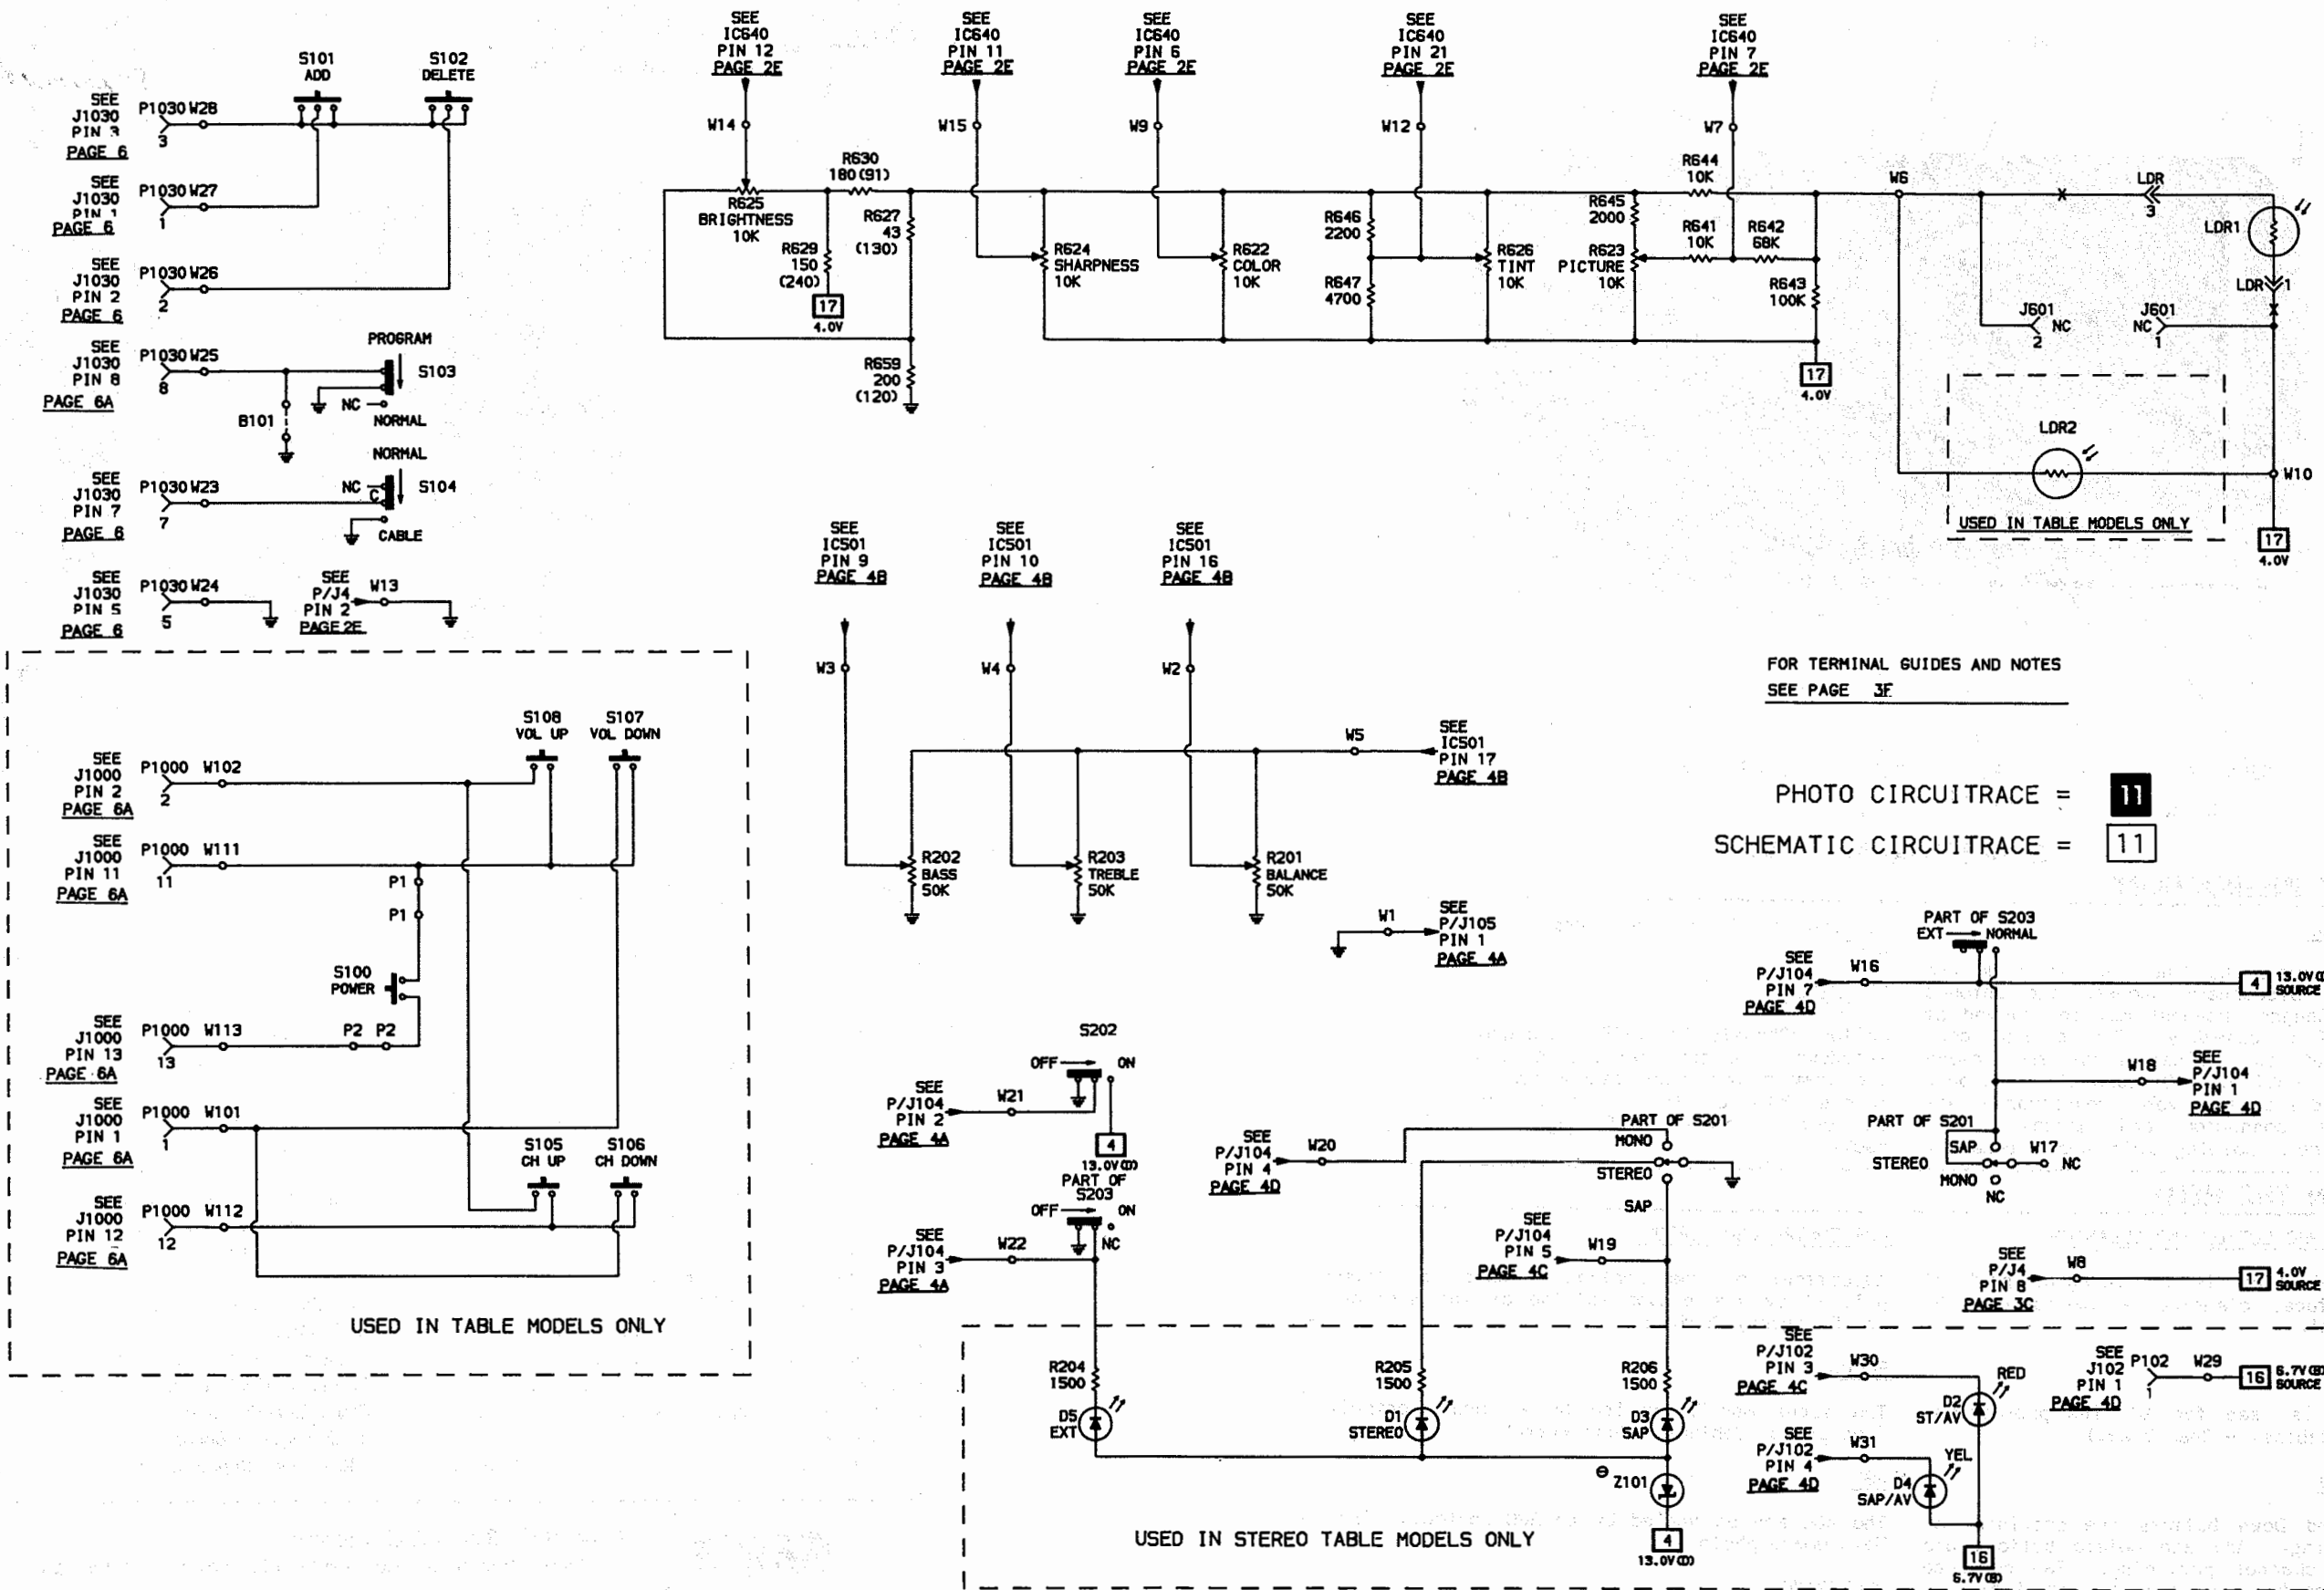 S101
ADD
S102
DELETE
SEE
J1030
PIN 3
PAGE 6
P1030 W28
3
SEE
J1030
PIN 1
PAGE 6
P1030 W27
1
SEE
J1030
PIN 2
PAGE 6
P1030 W26
2
SEE
J1030
PIN 8
PAGE 6A
P1030 W25
8
B101
PROGRAM
S103
NC
NORMAL
NORMAL
SEE
J1030
PIN 7
PAGE 6
P1030 W23
7
NC
C
S104
CABLE
SEE
J1030
PIN 5
PAGE 6
P1030 W24
5
SEE
P/J4
PIN 2
PAGE 2E
W13
SEE
IC640
PIN 12
PAGE 2E
W14
SEE
IC640
PIN 11
PAGE 2E
W15
SEE
IC640
PIN 6
PAGE 2E
W9
SEE
IC640
PIN 21
PAGE 2E
W12
SEE
IC640
PIN 7
PAGE 2E
W7
R625
BRIGHTNESS
10K
R630
180(91)
R629
150
(240)
17
4.0V
R627
43
(130)
R659
200
(120)
R624
SHARPNESS
10K
R622
COLOR
10K
R646
2200
R647
4700
R626
TINT
10K
R645
2000
R623
PICTURE
10K
R644
10K
R641
10K
R642
68K
R643
100K
17
4.0V
W6
X
LDR
3
LDR1
LDR 1
X
J601
NC
2
J601
NC
1
LDR2
W10
USED IN TABLE MODELS ONLY
17
4.0V
SEE
IC501
PIN 9
PAGE 4B
W3
SEE
IC501
PIN 10
PAGE 4B
W4
SEE
IC501
PIN 16
PAGE 4B
W2
W5
SEE
IC501
PIN 17
PAGE 4B
R202
BASS
50K
R203
TREBLE
50K
R201
BALANCE
50K
W1
SEE
P/J105
PIN 1
PAGE 4A
FOR TERMINAL GUIDES AND NOTES
SEE PAGE 3F
PHOTO CIRCUITRACE = 11
SCHEMATIC CIRCUITRACE = 11
S108
VOL UP
S107
VOL DOWN
SEE
J1000
PIN 2
PAGE 6A
P1000 W102
2
SEE
J1000
PIN 11
PAGE 6A
P1000 W111
11
P1
P1
S100
POWER
SEE
J1000
PIN 13
PAGE 6A
P1000 W113
13
P2 P2
SEE
J1000
PIN 1
PAGE 6A
P1000 W101
1
S105
CH UP
S106
CH DOWN
SEE
J1000
PIN 12
PAGE 6A
P1000 W112
12
USED IN TABLE MODELS ONLY
S202
OFF ON
SEE
P/J104
PIN 2
PAGE 4A
W21
4
13.0V(D)
PART OF
S203
OFF ON
NC
SEE
P/J104
PIN 3
PAGE 4A
W22
SEE
P/J104
PIN 4
PAGE 4D
W20
PART OF S201
MONO
STEREO
SAP
SEE
P/J104
PIN 5
PAGE 4C
W19
PART OF S203
EXT NORMAL
SEE
P/J104
PIN 7
PAGE 4D
W16
4
SOURCE
W18
SEE
P/J104
PIN 1
PAGE 4D
PART OF S201
SAP
W17
STEREO
NC
MONO
NC
SEE
P/J4
PIN 8
PAGE 3C
W8
17 4.0V
SOURCE
R204
1500
D5
EXT
R205
1500
D1
STEREO
R206
1500
D3
SAP
Z101
4
13.0V(D)
USED IN STEREO TABLE MODELS ONLY
SEE
P/J102
PIN 3
PAGE 4C
W30
RED
D2
ST/AV
SEE
P/J102
PIN 4
PAGE 4D
W31
YEL
D4
SAP/AV
16
6.7V(B)
SEE
J102
PIN 1
PAGE 4D
P102 W29
1
16 6.7V(B)
SOURCE